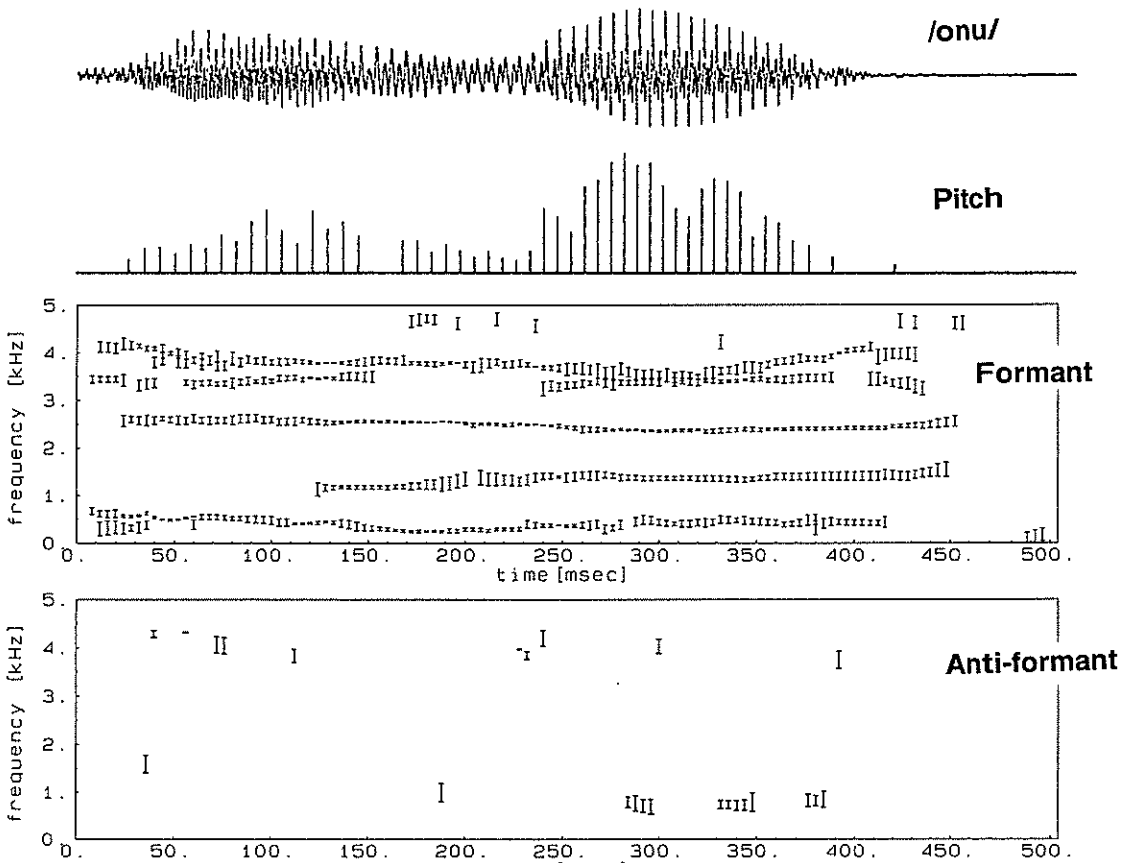 /onu/
Pitch
5.
4.
3.
2.
1.
0
frequency [kHz]
Formant
0. 50. 100. 150. 200. 250. 300. 350. 400. 450. 500.
time [msec]
5.
4.
3.
2.
1.
0
frequency [kHz]
Anti-formant
0. 50. 100. 150. 200. 250. 300. 350. 400. 450. 500.